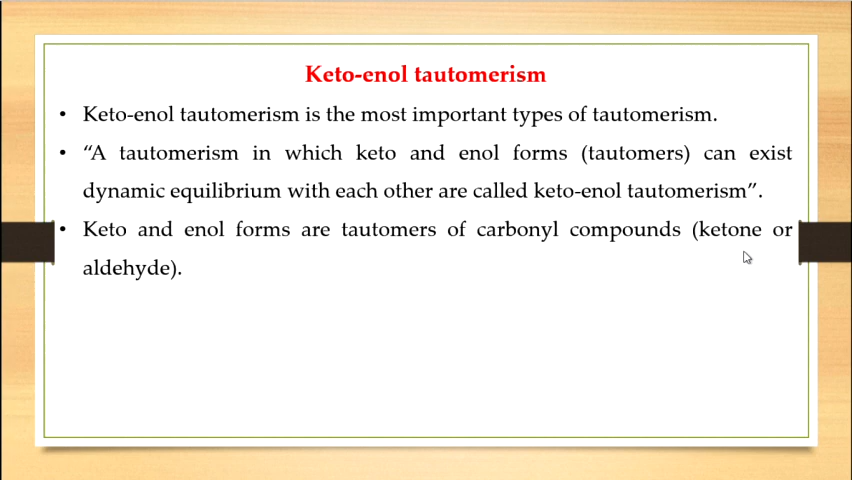 Keto-enol tautomerism
• Keto-enol tautomerism is the most important types of tautomerism.
• “A tautomerism in which keto and enol forms (tautomers) can exist
dynamic equilibrium with each other are called keto-enol tautomerism”.
• Keto and enol forms are tautomers of carbonyl compounds (ketone or
aldehyde).